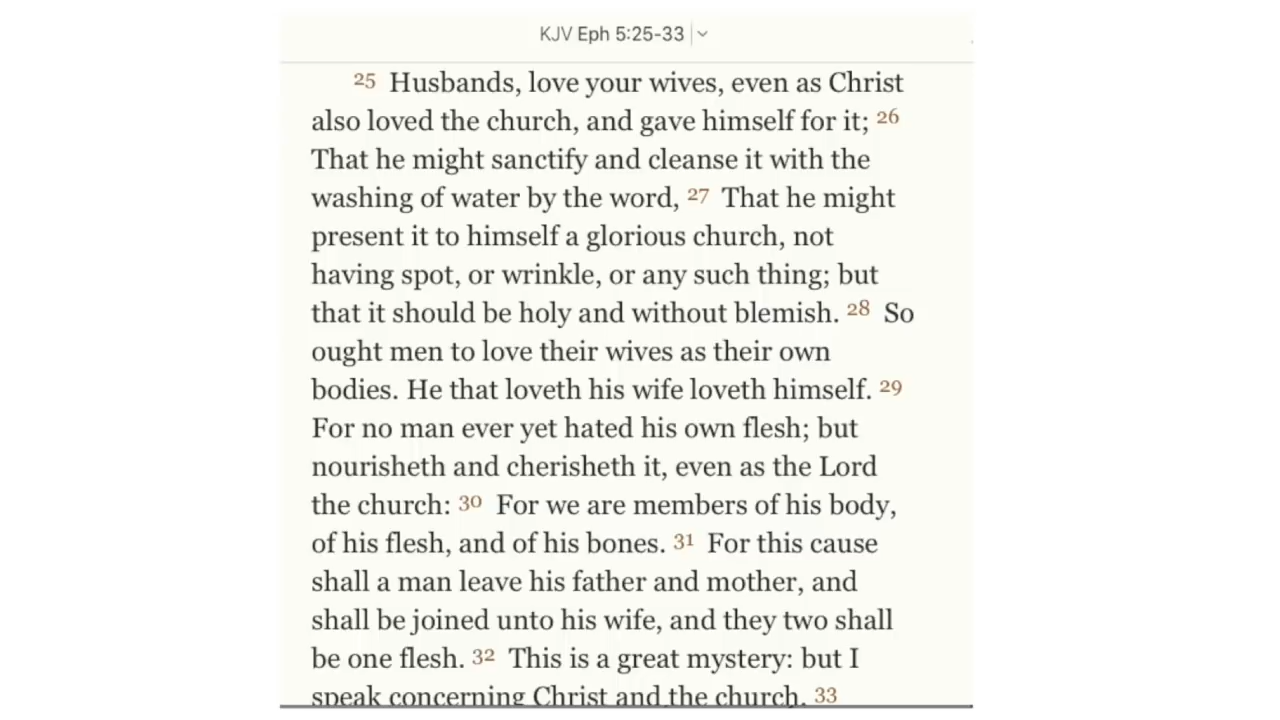 KJV Eph 5:25-33
25 Husbands, love your wives, even as Christ
also loved the church, and gave himself for it; 26
That he might sanctify and cleanse it with the
washing of water by the word, 27 That he might
present it to himself a glorious church, not
having spot, or wrinkle, or any such thing; but
that it should be holy and without blemish. 28 So
ought men to love their wives as their own
bodies. He that loveth his wife loveth himself. 29
For no man ever yet hated his own flesh; but
nourisheth and cherisheth it, even as the Lord
the church: 30 For we are members of his body,
of his flesh, and of his bones. 31 For this cause
shall a man leave his father and mother, and
shall be joined unto his wife, and they two shall
be one flesh. 32 This is a great mystery: but I
speak concerning Christ and the church. 33